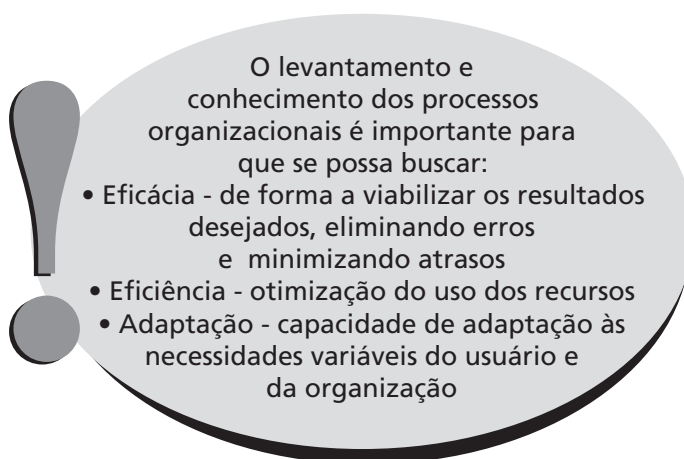 O levantamento e
conhecimento dos processos
organizacionais é importante para
que se possa buscar:
• Eficácia - de forma a viabilizar os resultados
desejados, eliminando erros
e minimizando atrasos
• Eficiência - otimização do uso dos recursos
• Adaptação - capacidade de adaptação às
necessidades variáveis do usuário e
da organização